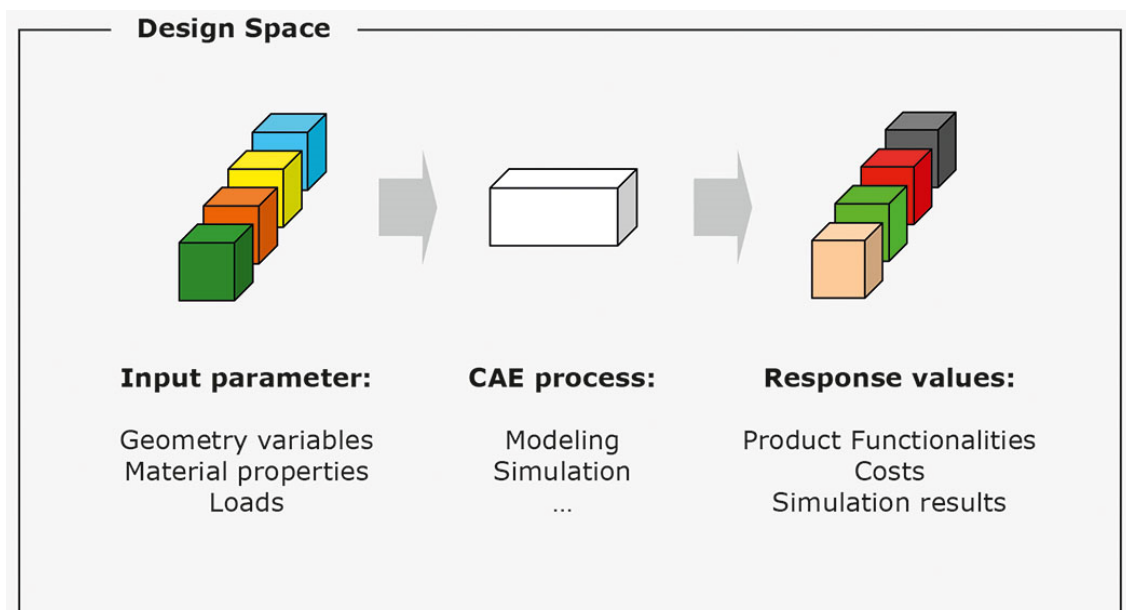 Design Space
Input parameter:
Geometry variables
Material properties
Loads
CAE process:
Modeling
Simulation
...
Response values:
Product Functionalities
Costs
Simulation results